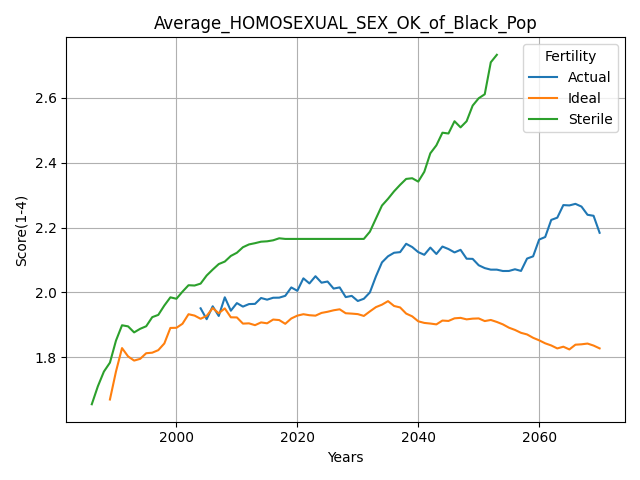 Average_HOMOSEXUAL_SEX_OK_of_Black_Pop
Fertility
Actual
Ideal
Sterile
Score(1-4)
2.6
2.4
2.2
2.0
1.8
2000
2020
2040
2060
Years